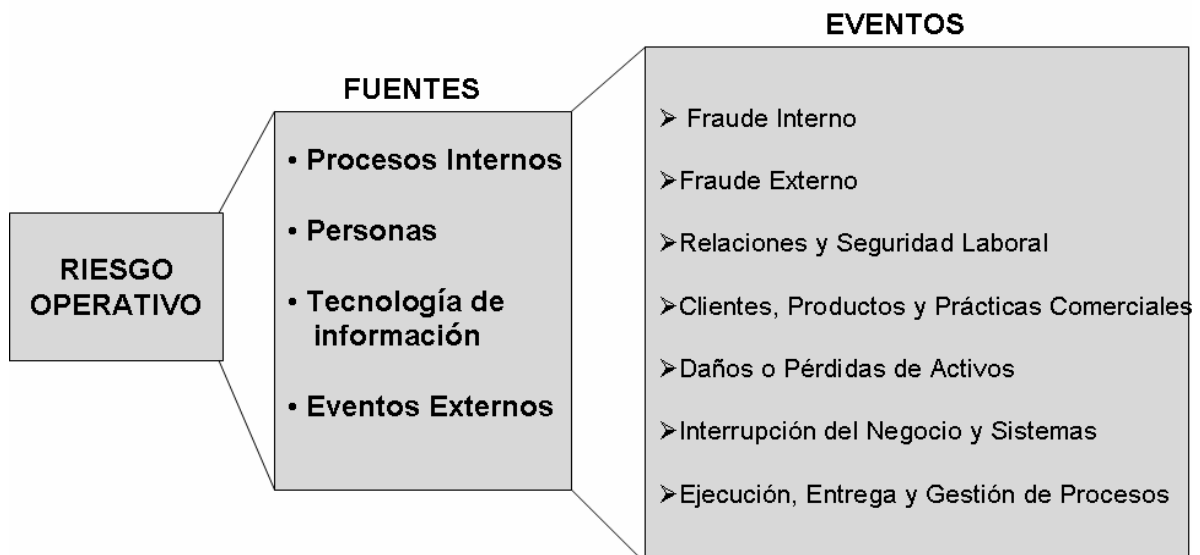 EVENTOS
FUENTES
RIESGO
OPERATIVO
• Procesos Internos
• Personas
• Tecnología de
información
• Eventos Externos
➢ Fraude Interno
➢Fraude Externo
➢Relaciones y Seguridad Laboral
➢Clientes, Productos y Prácticas Comerciales
➢Daños o Pérdidas de Activos
➢Interrupción del Negocio y Sistemas
➢Ejecución, Entrega y Gestión de Procesos